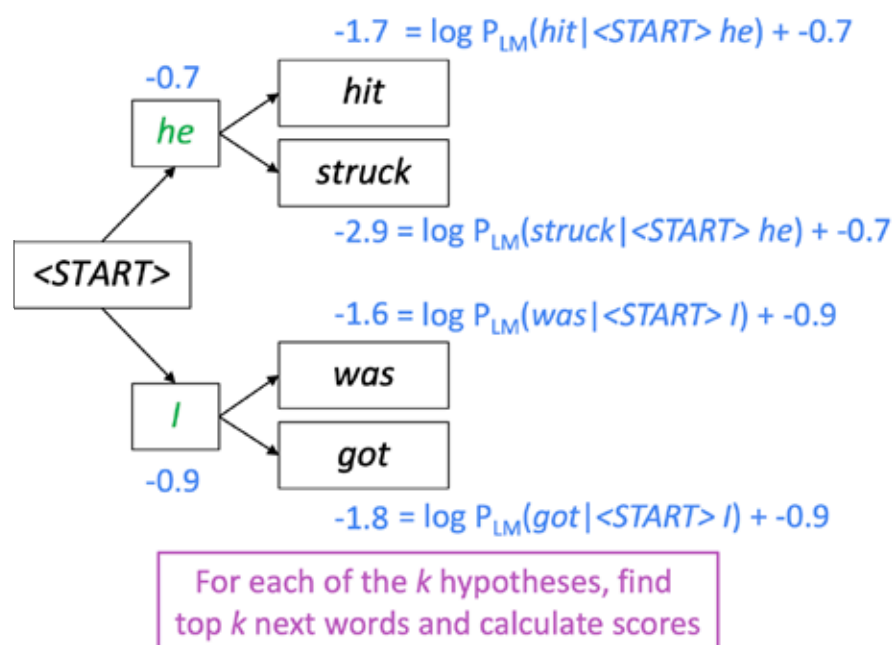 -1.7 = log P_LM(hit|<START> he) + -0.7
-0.7
hit
he
struck
-2.9 = log P_LM(struck|<START> he) + -0.7
<START>
-1.6 = log P_LM(was|<START> I) + -0.9
was
I
got
-0.9
-1.8 = log P_LM(got|<START> I) + -0.9
For each of the k hypotheses, find
top k next words and calculate scores